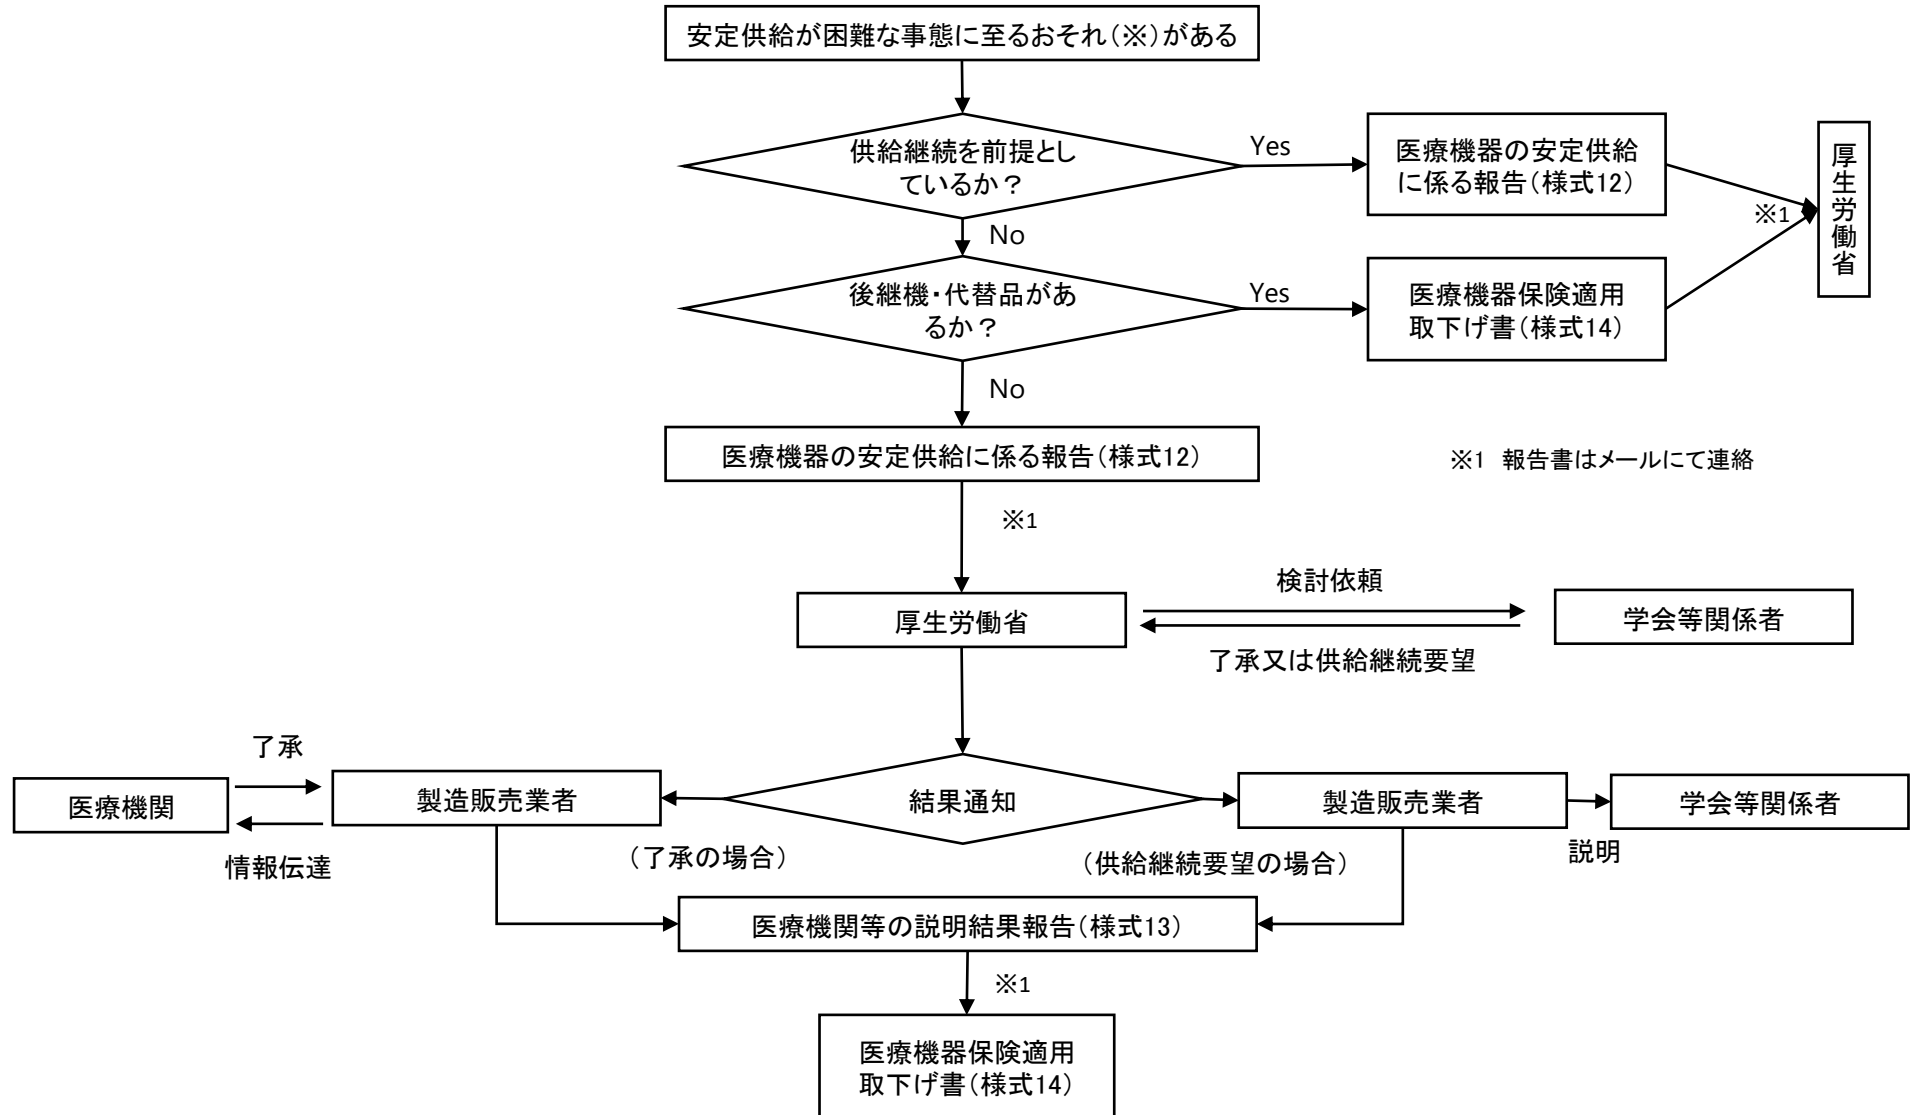 安定供給が困難な事態に至るおそれ(※)がある
供給継続を前提とし
ているか？
Yes
医療機器の安定供給
に係る報告(様式12)
厚生労働省
※1
No
後継機・代替品があ
るか？
Yes
医療機器保険適用
取下げ書(様式14)
No
医療機器の安定供給に係る報告(様式12)
※1 報告書はメールにて連絡
※1
検討依頼
厚生労働省
学会等関係者
了承又は供給継続要望
了承
医療機関
製造販売業者
結果通知
製造販売業者
学会等関係者
情報伝達
(了承の場合)
(供給継続要望の場合)
説明
医療機関等の説明結果報告(様式13)
※1
医療機器保険適用
取下げ書(様式14)